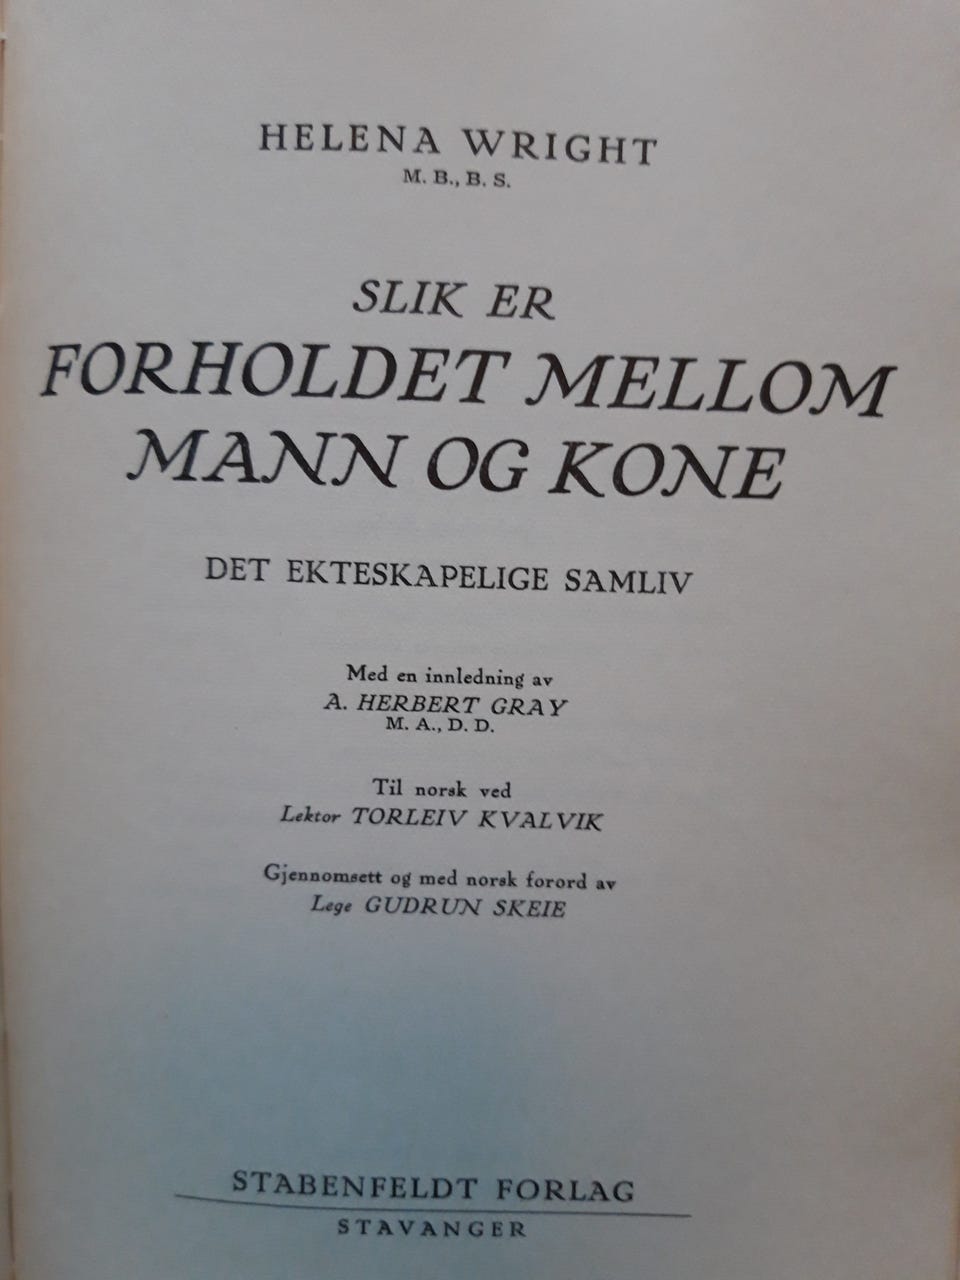 HELENA WRIGHT
M. B., B. S.
SLIK ER
FORHOLDET MELLOM
MANN OG KONE
DET EKTESKAPELIGE SAMLIV
Med en innledning av
A. HERBERT GRAY
M. A., D. D.
Til norsk ved
Lektor TORLEIV KVALVIK
Gjennomsett og med norsk forord av
Lege GUDRUN SKEIE
STABENFELDT FORLAG
STAVANGER